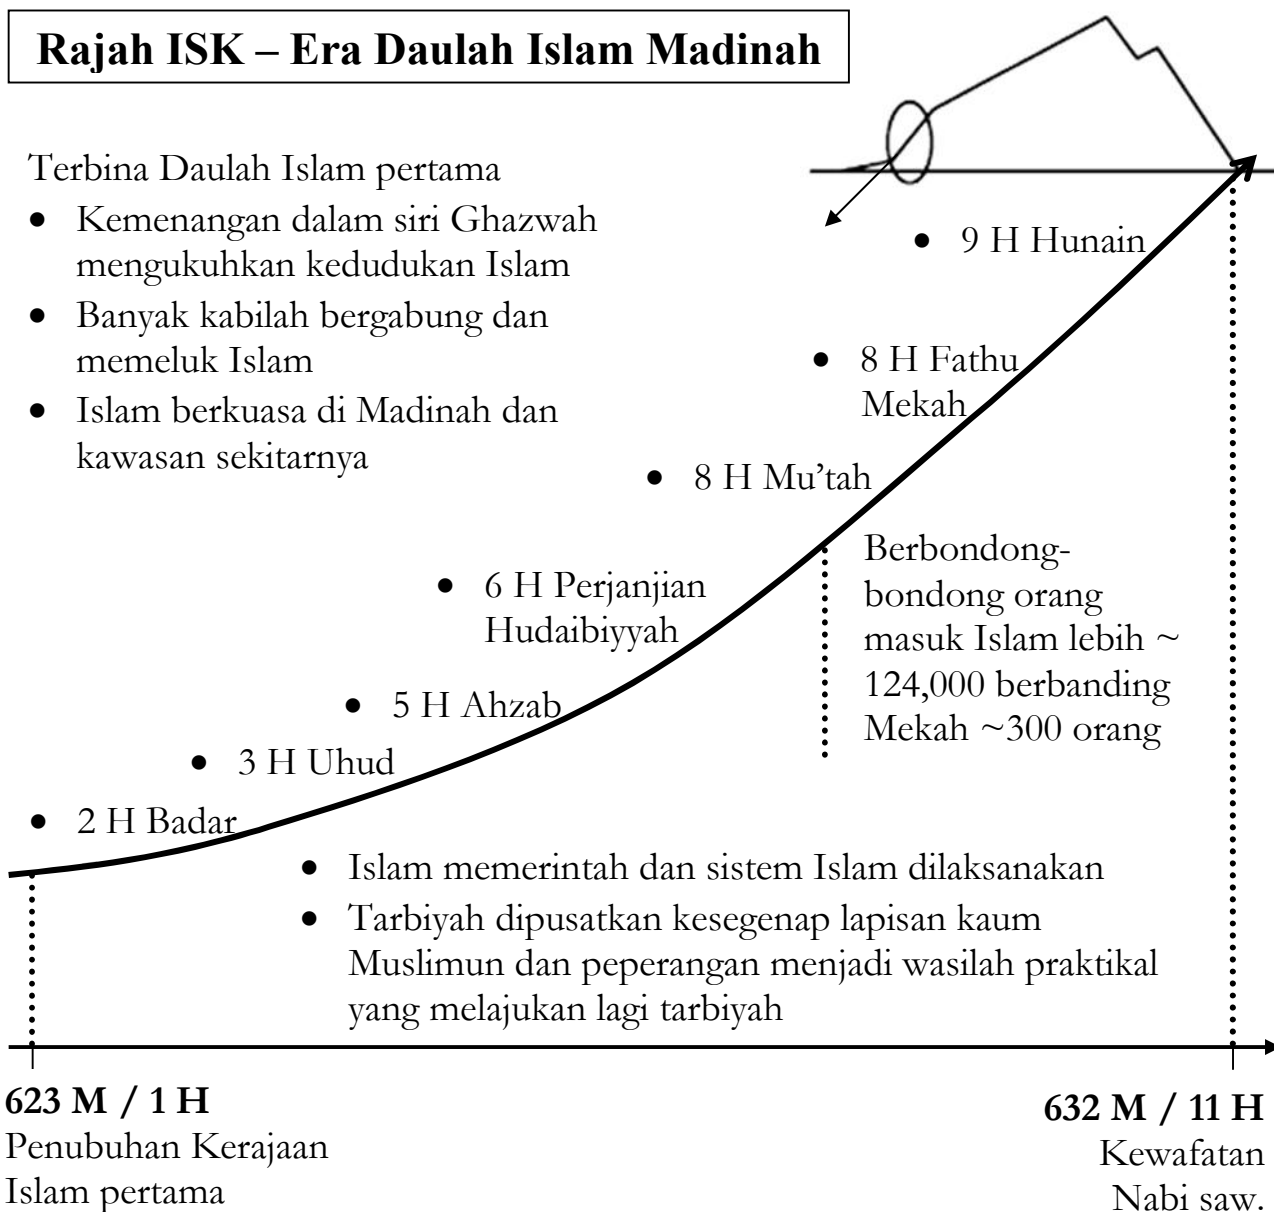 Rajah ISK – Era Daulah Islam Madinah
Terbina Daulah Islam pertama
• Kemenangan dalam siri Ghazwah
mengukuhkan kedudukan Islam
• Banyak kabilah bergabung dan
memeluk Islam
• Islam berkuasa di Madinah dan
kawasan sekitarnya
• 9 H Hunain
• 8 H Fathu
Mekah
• 8 H Mu’tah
• 6 H Perjanjian
Hudaibiyyah
• 5 H Ahzab
• 3 H Uhud
• 2 H Badar
Berbondong-
bondong orang
masuk Islam lebih ~
124,000 berbanding
Mekah ~300 orang
• Islam memerintah dan sistem Islam dilaksanakan
• Tarbiyah dipusatkan kesegenap lapisan kaum
Muslimun dan peperangan menjadi wasilah praktikal
yang melajukan lagi tarbiyah
623 M / 1 H
Penubuhan Kerajaan
Islam pertama
632 M / 11 H
Kewafatan
Nabi saw.